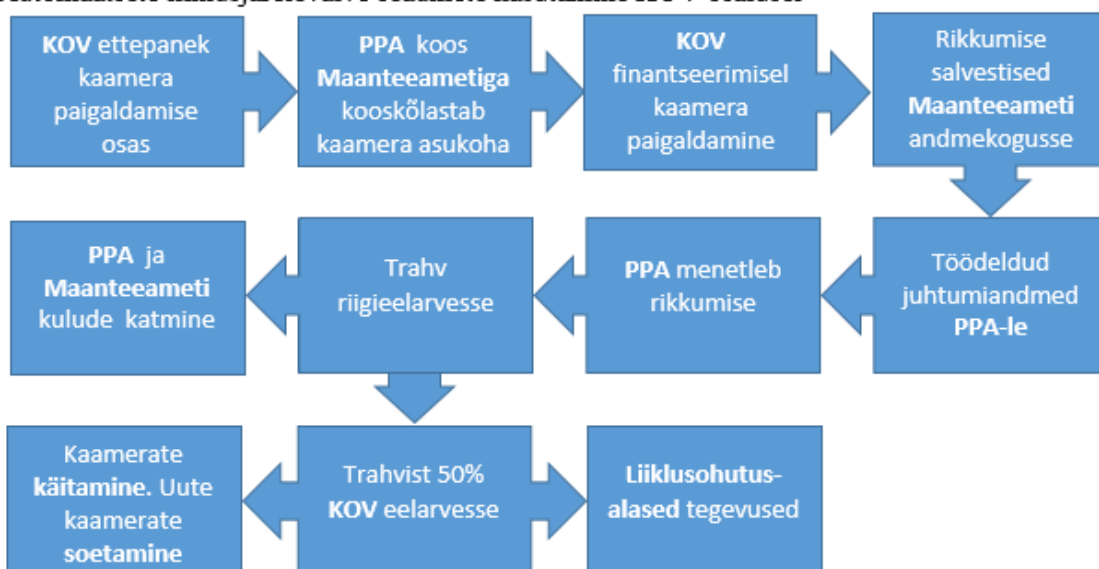 KOV ettepanek
kaamera
paigaldamise
osas
PPA koos
Maanteeametiga
kooskõlastab
kaamera asukoha
KOV
finantseerimisel
kaamera
paigaldamine
Rikkumise
salvestised
Maanteeameti
andmekogusse
PPA ja
Maanteeameti
kulude katmine
Trahv
riigieelarvesse
PPA menetleb
rikkumise
Töödeldud
juhtumiandmed
PPA-le
Kaamerate
käitamine. Uute
kaamerate
soetamine
Trahvist 50%
KOV eelarvesse
Liiklusohutus-
alased tegevused